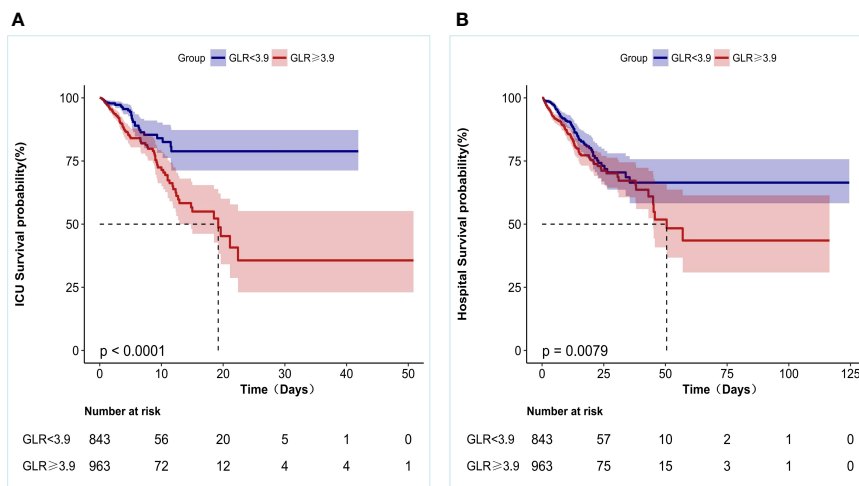 A
Group GLR<3.9 GLR≥3.9
ICU Survival probability(%)
100
75
50
25
0
p < 0.0001
0 10 20 30 40 50
Time（Days）
Number at risk
GLR<3.9 843 56 20 5 1 0
GLR≥3.9 963 72 12 4 4 1
B
Group GLR<3.9 GLR≥3.9
Hospital Survival probability(%)
100
75
50
25
0
p = 0.0079
0 25 50 75 100 125
Time（Days）
Number at risk
GLR<3.9 843 57 10 2 1 0
GLR≥3.9 963 75 15 3 1 0